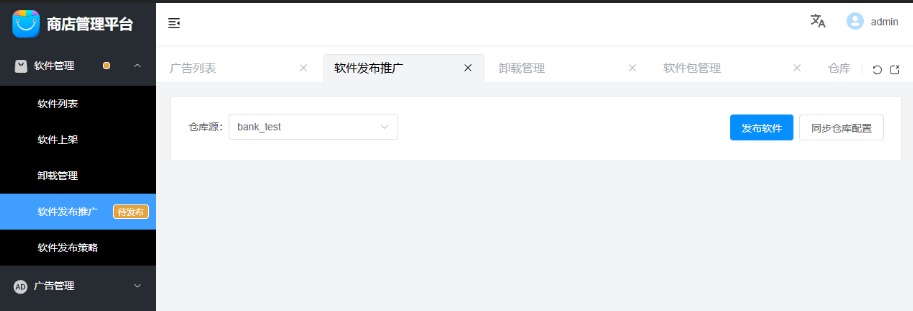 商店管理平台
admin
软件管理
软件列表
软件上架
卸载管理
软件发布推广 待发布
软件发布策略
AD 广告管理
广告列表 软件发布推广 卸载管理 软件包管理 仓库
仓库源: bank_test 发布软件 同步仓库配置